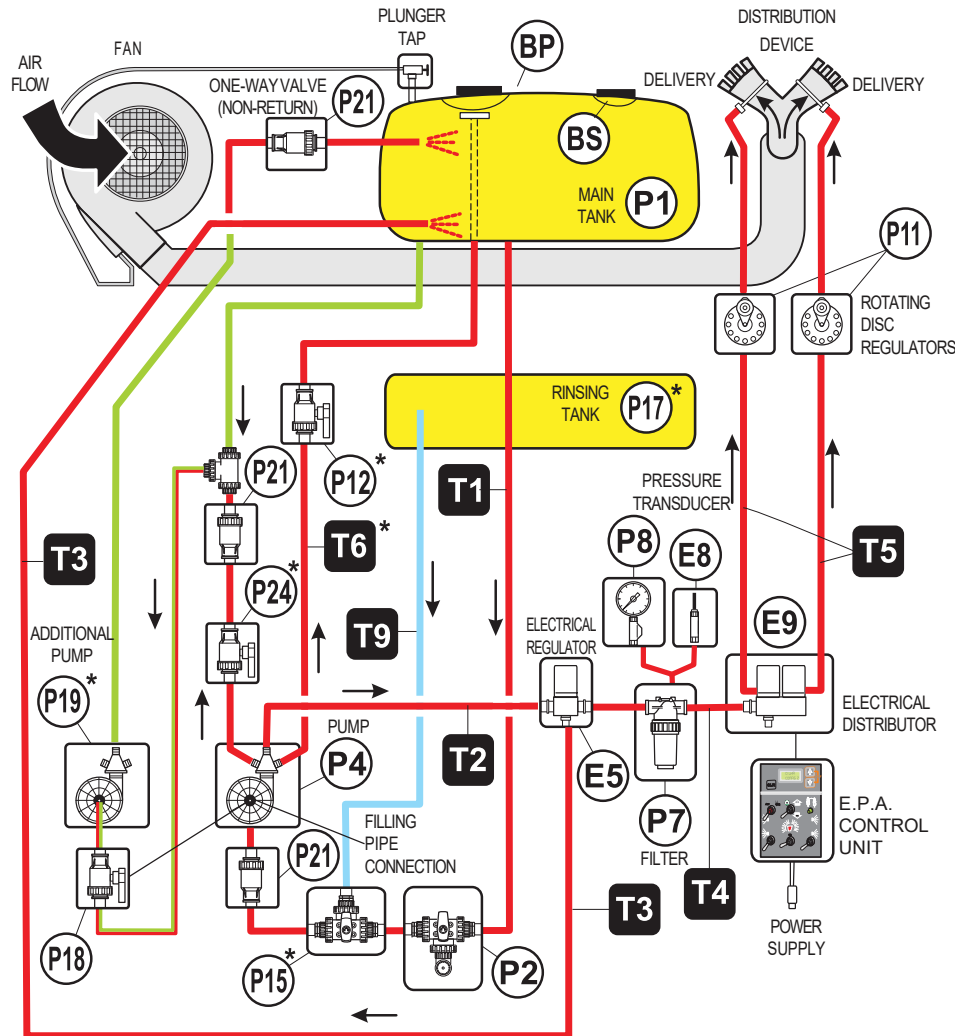 PLUNGER
TAP
DISTRIBUTION
DEVICE
FAN
AIR
FLOW
BP
ONE-WAY VALVE
(NON-RETURN)
P21
DELIVERY
DELIVERY
BS
MAIN
TANK
P1
P11
ROTATING
DISC
REGULATORS
RINSING
TANK
P17*
P12*
P21
T1
PRESSURE
TRANSDUCER
T3
T6*
T5
P8
E8
P24*
T9
ELECTRICAL
REGULATOR
E9
ADDITIONAL
PUMP
P19*
PUMP
P4
T2
ELECTRICAL
DISTRIBUTOR
E5
P7
FILTER
E.P.A.
CONTROL
UNIT
FILLING
PIPE
CONNECTION
P21
T3
T4
P18
P15*
P2
POWER
SUPPLY